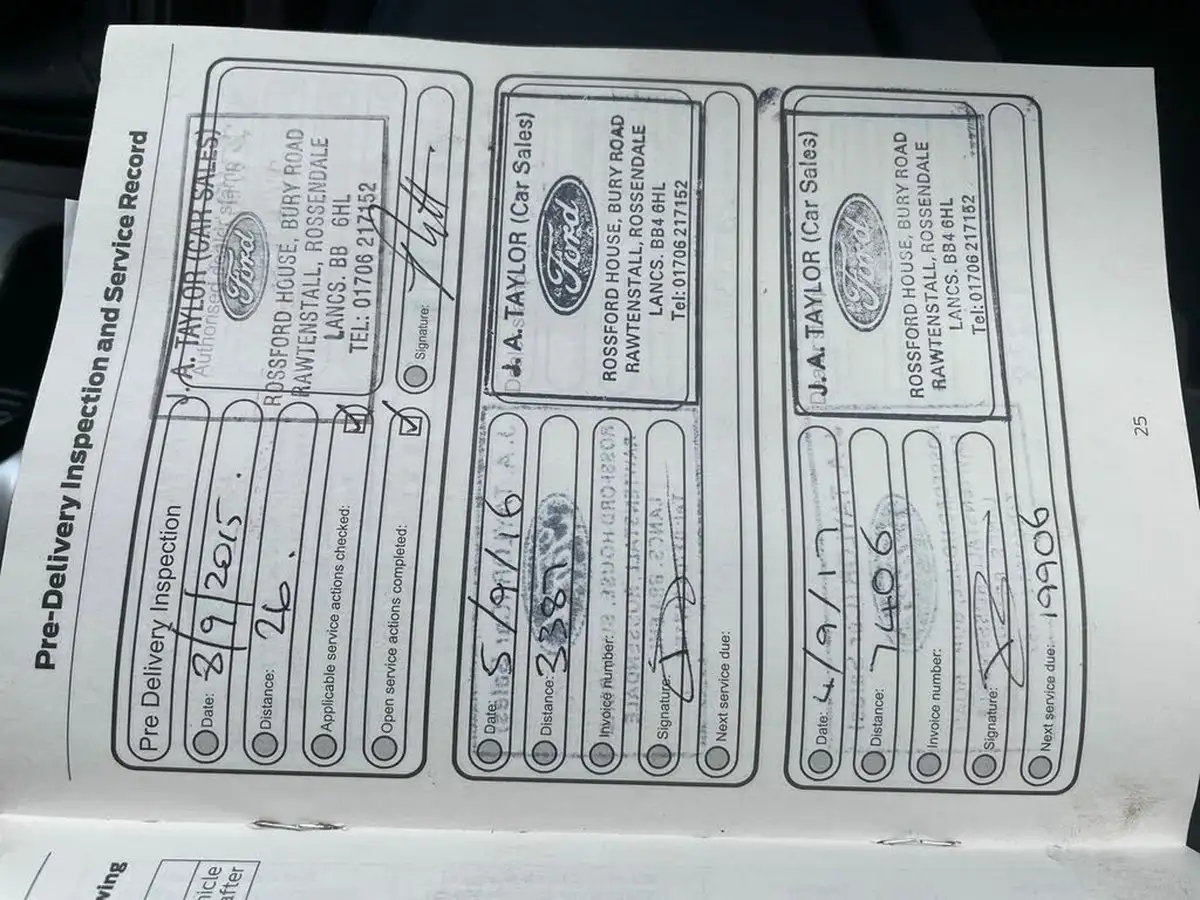 Pre-Delivery Inspection and Service Record
Pre Delivery Inspection
Date: 8/9/2015.
Distance: 26.
Applicable service actions checked:
Open service actions completed:
J. A. TAYLOR (CAR SALES)
Authorised
stamp
Ford
ROSSFORD HOUSE, BURY ROAD
RAWTENSTALL, ROSSENDALE
LANCS. BB 6HL
TEL: 01706 217152
Signature:
Date: 5/9/16
Distance: 3387
Invoice number:
Signature:
Next service due:
J. A. TAYLOR (Car Sales)
Ford
ROSSFORD HOUSE, BURY ROAD
RAWTENSTALL, ROSSENDALE
LANCS. BB4 6HL
Tel: 01706 217152
Date: 4/9/17
Distance: 7406
Invoice number:
Signature:
Next service due: 19906
J. A. TAYLOR (Car Sales)
Ford
ROSSFORD HOUSE, BURY ROAD
RAWTENSTALL, ROSSENDALE
LANCS. BB4 6HL
Tel: 01706 217152
25
wing
hicle
after